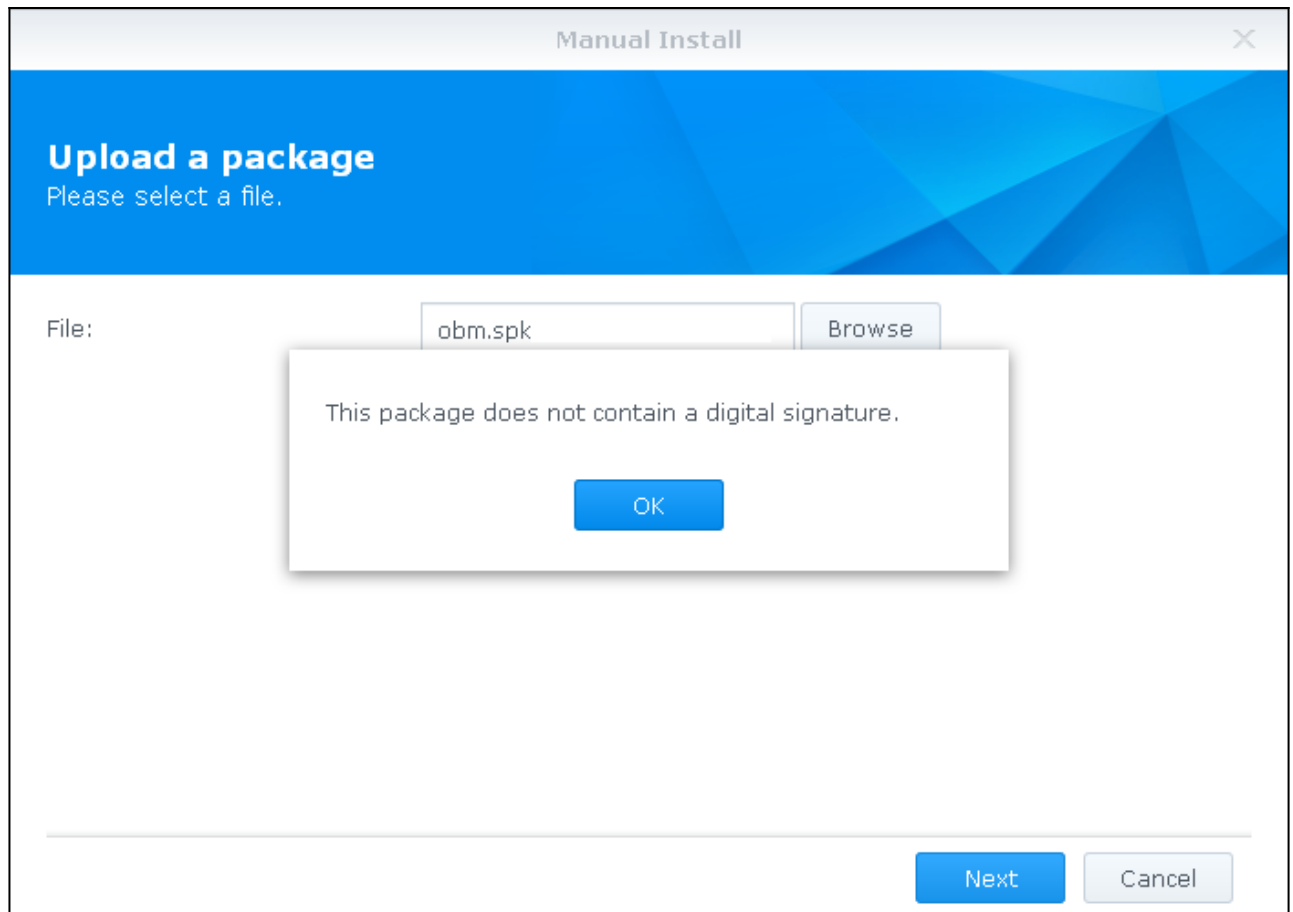 Manual Install
Upload a package
Please select a file.
File:
obm.spk
Browse
This package does not contain a digital signature.
OK
Next
Cancel